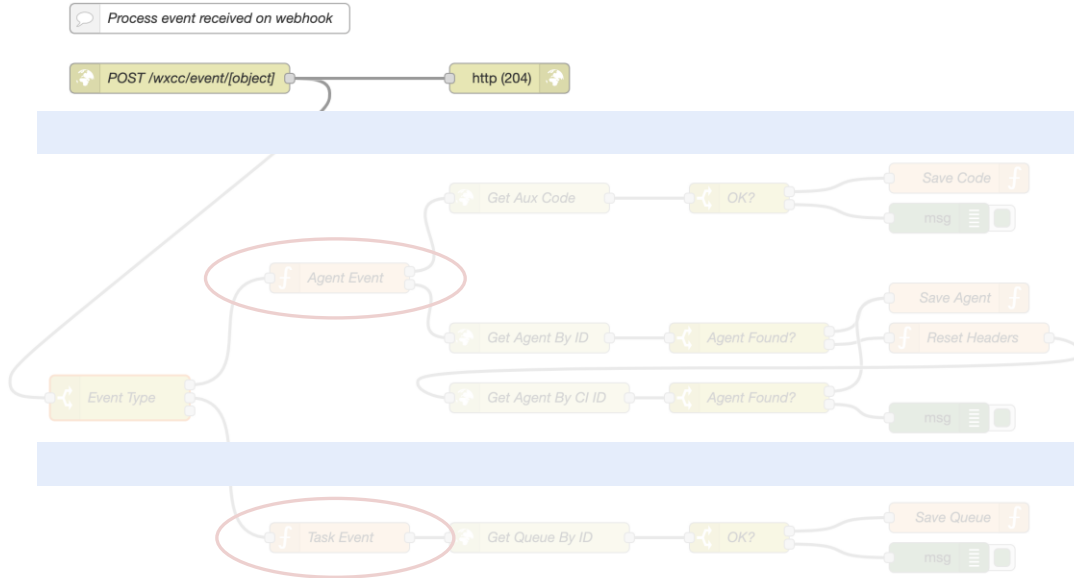 Process event received on webhook
POST /wxcc/event/[object]
http (204)
Get Aux Code
OK?
Save Code
msg
Agent Event
Save Agent
Get Agent By ID
Agent Found?
Reset Headers
Event Type
Get Agent By CI ID
Agent Found?
msg
Task Event
Get Queue By ID
OK?
Save Queue
msg